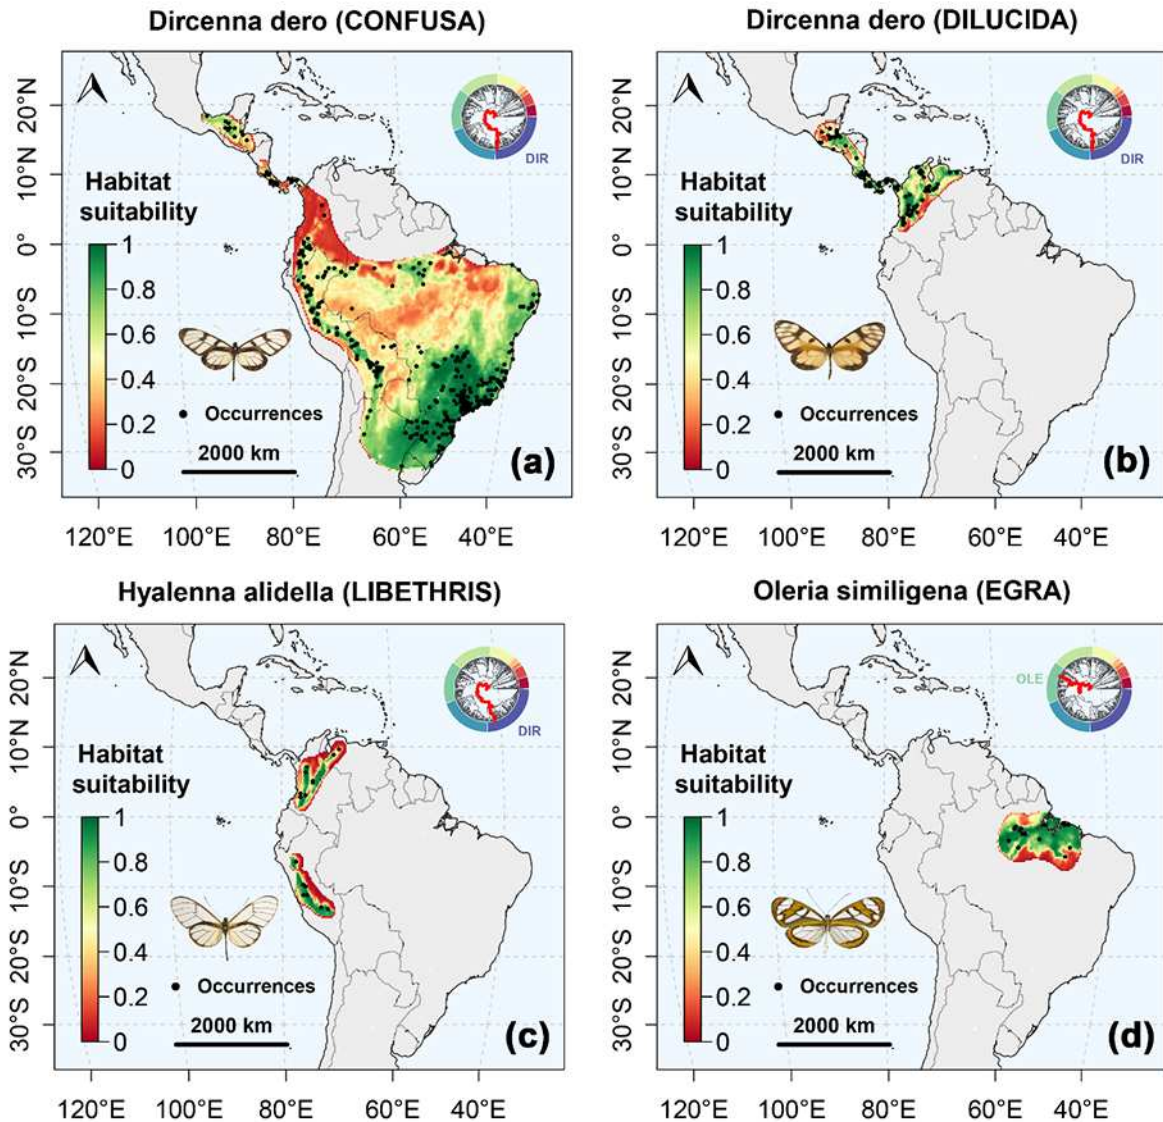 Dircenna dero (CONFUSA)
20°N
10°N
0°
10°S
20°S
30°S
Habitat
suitability
1
0.8
0.6
0.4
0.2
0
DIR
Occurrences
2000 km
(a)
120°E
100°E
80°E
60°E
40°E
Dircenna dero (DILUCIDA)
20°N
10°N
0°
10°S
20°S
30°S
Habitat
suitability
1
0.8
0.6
0.4
0.2
0
DIR
Occurrences
2000 km
(b)
120°E
100°E
80°E
60°E
40°E
Hyalenna alidella (LIBETHRIS)
20°N
10°N
0°
10°S
20°S
30°S
Habitat
suitability
1
0.8
0.6
0.4
0.2
0
DIR
Occurrences
2000 km
(c)
120°E
100°E
80°E
60°E
40°E
Oleria similigena (EGRA)
20°N
10°N
0°
10°S
20°S
30°S
Habitat
suitability
1
0.8
0.6
0.4
0.2
0
OLE
Occurrences
2000 km
(d)
120°E
100°E
80°E
60°E
40°E